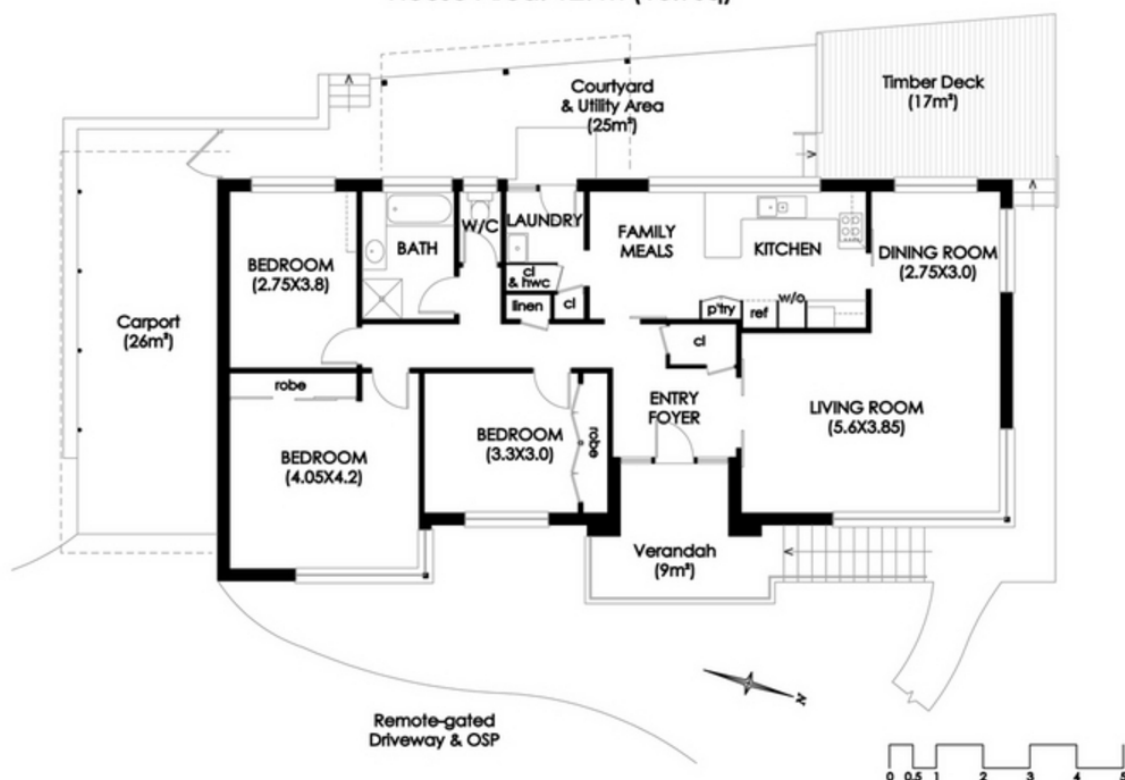 Timber Deck
(17m²)
Courtyard
& Utility Area
(25m²)
W/C
LAUNDRY
FAMILY
MEALS
KITCHEN
DINING ROOM
(2.75X3.0)
BATH
BEDROOM
(2.75X3.8)
cl
& hwc
linen
cl
p'try
ref
w/o
Carport
(26m²)
cl
robe
ENTRY
FOYER
LIVING ROOM
(5.6X3.85)
BEDROOM
(3.3X3.0)
robe
BEDROOM
(4.05X4.2)
Verandah
(9m²)
N
Remote-gated
Driveway & OSP
0 0.5 1 2 3 4 5